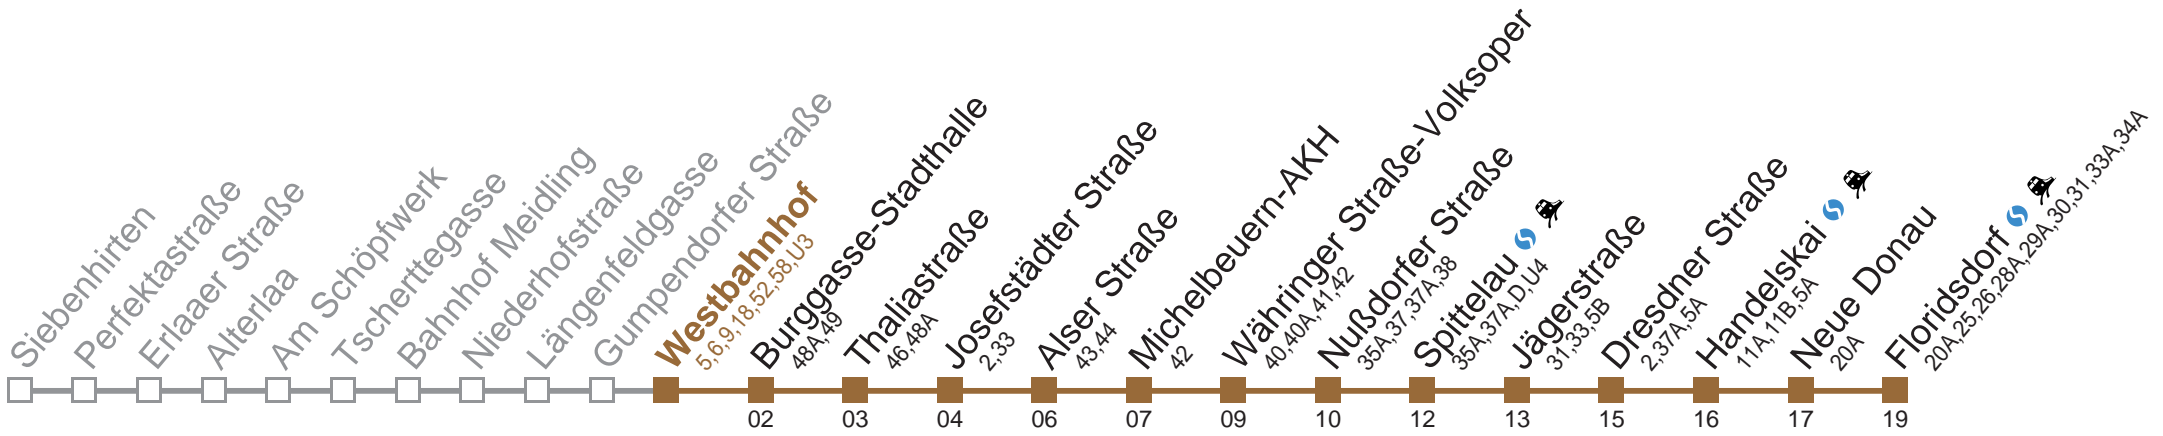 Siebenhirten
Perfektastraße
Erlaaer Straße
Alterlaa
Am Schöpfwerk
Tscherttegasse
Bahnhof Meidling
Niederhofstraße
Längenfeldgasse
Gumpendorfer Straße
Westbahnhof
5,6,9,18,52,58,U3
Burggasse-Stadthalle
48A,49
02
Thaliastraße
46,48A
03
Josefstädter Straße
2,33
04
Alser Straße
43,44
06
Michelbeuern-AKH
42
07
Währinger Straße-Volksoper
40,40A,41,42
09
Nußdorfer Straße
35A,37,37A,38
10
Spittelau
35A,37A,D,U4
12
Jägerstraße
31,33,5B
13
Dresdner Straße
2,37A,5A
15
Handelskai
11A,11B,5A
16
Neue Donau
20A
17
Floridsdorf
20A,25,26,28A,29A,30,31,33A,34A
19